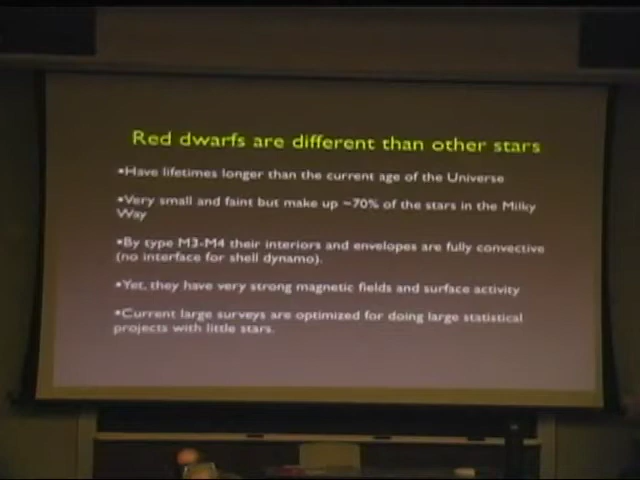 Red dwarfs are different than other stars
•Have lifetimes longer than the current age of the Universe
•Very small and faint but make up ~70% of the stars in the Milky
Way
•By type M3-M4 their interiors and envelopes are fully convective
(no interface for shell dynamo).
•Yet, they have very strong magnetic fields and surface activity
•Current large surveys are optimized for doing large statistical
projects with little stars.